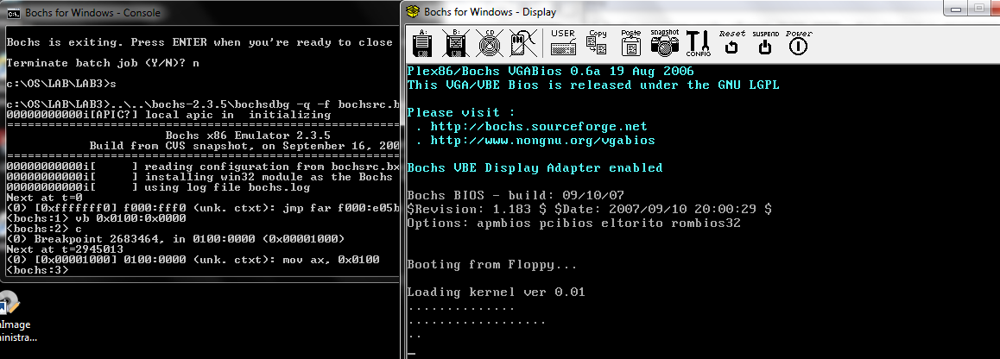 Bochs for Windows - Console
Bochs is exiting. Press ENTER when you're ready to close
Terminate batch job (Y/N)? n
c:\OS\LAB\LAB3>s
c:\OS\LAB\LAB3>..\..\bochs-2.3.5\bochsdbg -q -f bochsrc.b
00000000000i[APIC?] local apic in  initializing
========================================================================
Bochs x86 Emulator 2.3.5
Build from CVS snapshot, on September 16, 200
========================================================================
00000000000i[     ] reading configuration from bochsrc.bx
00000000000i[     ] installing win32 module as the Bochs
00000000000i[     ] using log file bochs.log
Next at t=0
(0) [0xfffffff0] f000:fff0 (unk. ctxt): jmp far f000:e05b
<bochs:1> vb 0x0100:0x0000
<bochs:2> c
(0) Breakpoint 2683464, in 0100:0000 (0x00001000)
Next at t=2945013
(0) [0x00001000] 0100:0000 (unk. ctxt): mov ax, 0x0100
<bochs:3>
Image
ninistra...
Bochs for Windows - Display
A: B: CD USER Copy Paste snapshot CONFIG Reset SUSPEND Power
Plex86/Bochs VGABios 0.6a 19 Aug 2006
This VGA/VBE Bios is released under the GNU LGPL
Please visit :
. http://bochs.sourceforge.net
. http://www.nongnu.org/vgabios
Bochs VBE Display Adapter enabled
Bochs BIOS - build: 09/10/07
$Revision: 1.183 $ $Date: 2007/09/10 20:00:29 $
Options: apmbios pcibios eltorito rombios32
Booting from Floppy...
Loading kernel ver 0.01
..............
.................
..
_